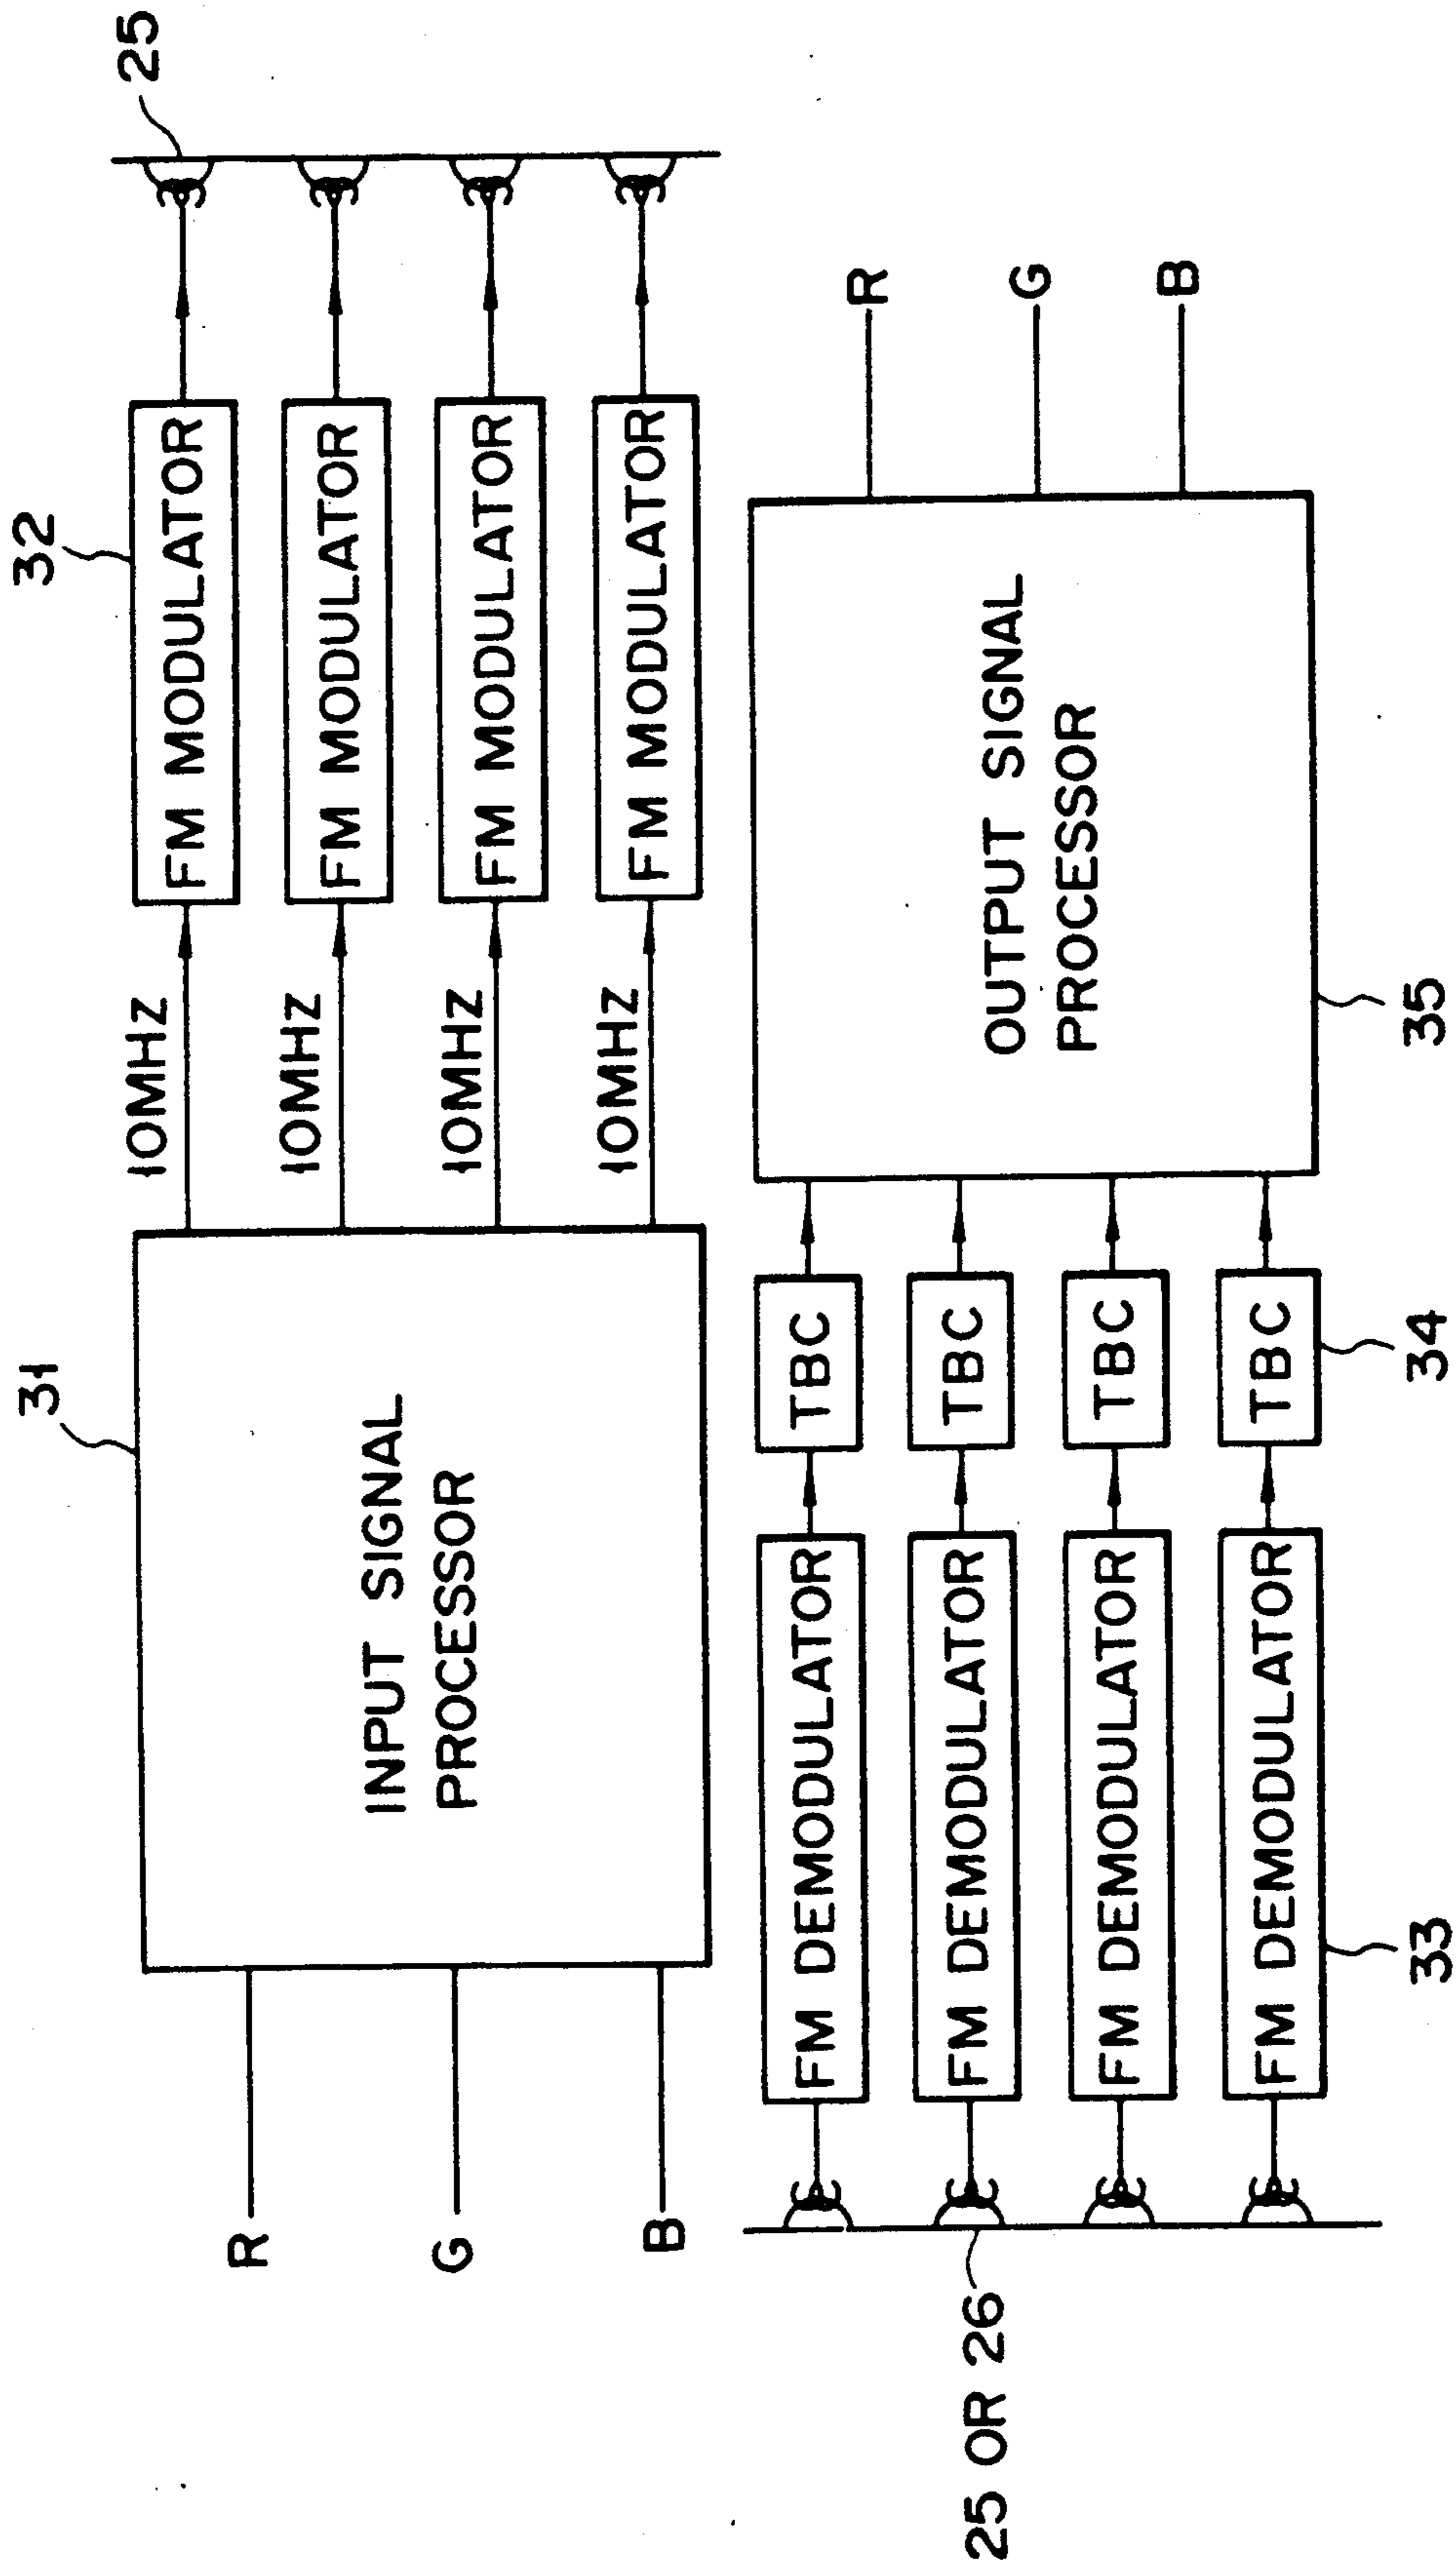 31
32
25
R
G
B
INPUT SIGNAL
PROCESSOR
10MHZ
10MHZ
10MHZ
10MHZ
FM MODULATOR
FM MODULATOR
FM MODULATOR
FM MODULATOR
25 OR 26
FM DEMODULATOR
FM DEMODULATOR
FM DEMODULATOR
FM DEMODULATOR
TBC
TBC
TBC
TBC
OUTPUT SIGNAL
PROCESSOR
R
G
B
33
34
35